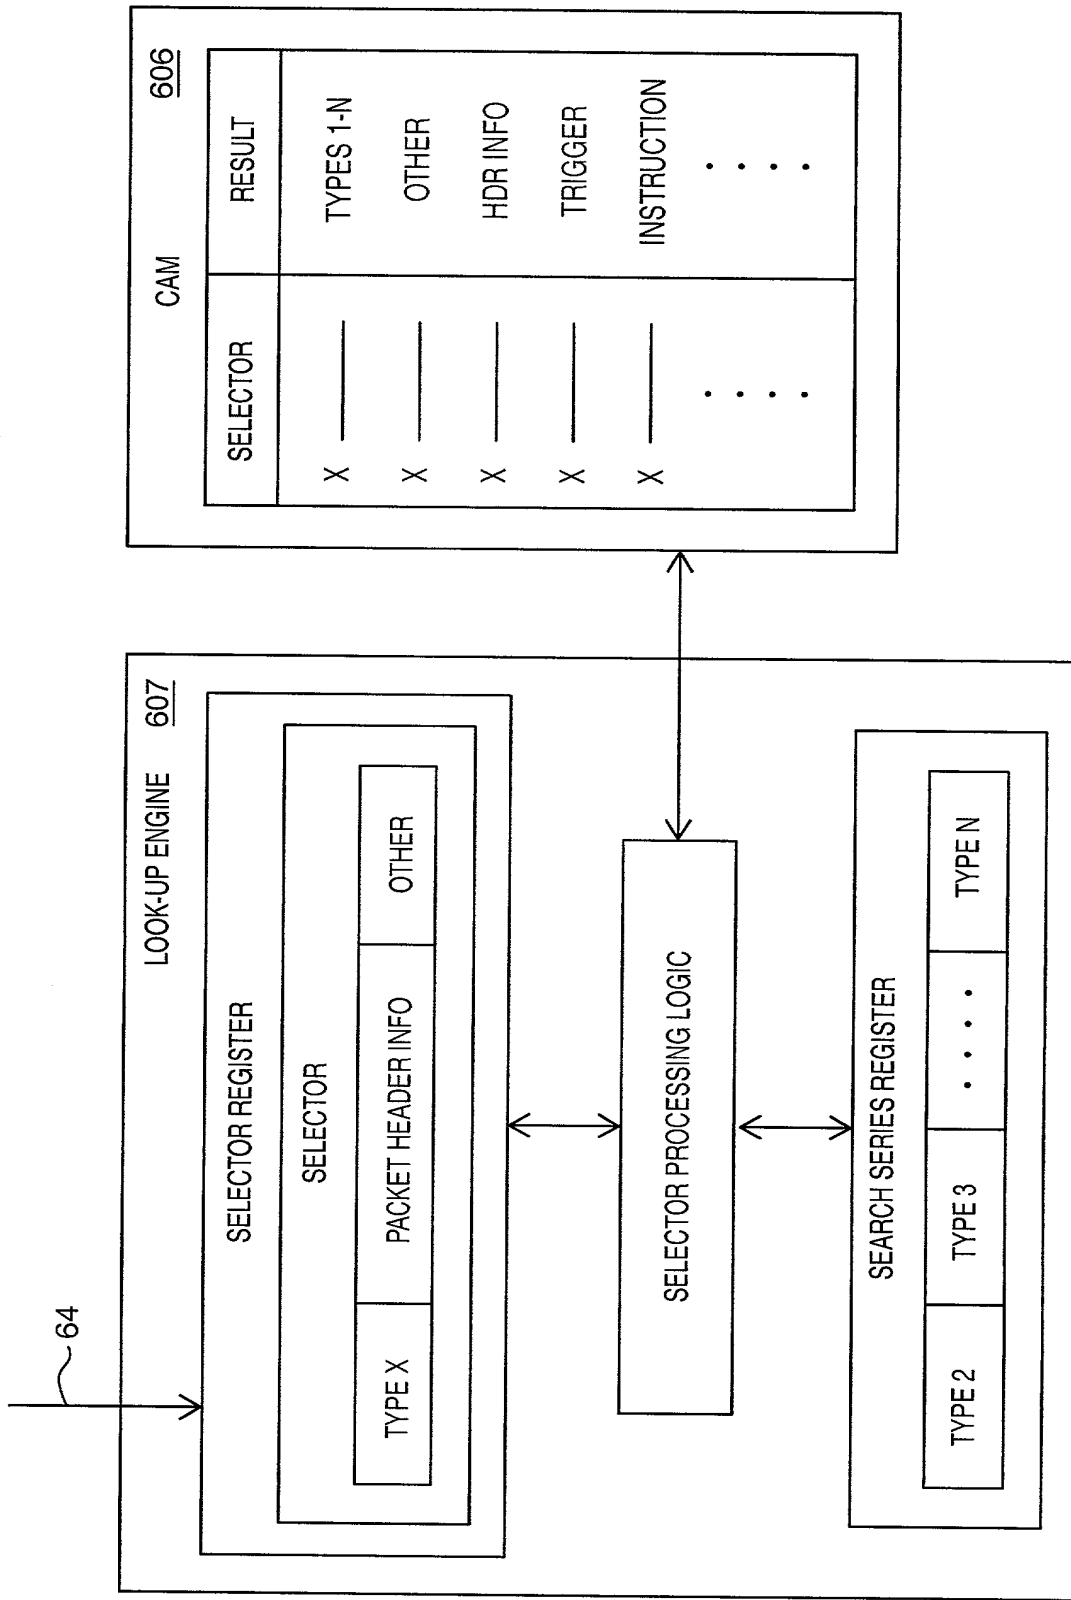 64
LOOK-UP ENGINE 607
SELECTOR REGISTER
SELECTOR
TYPE X PACKET HEADER INFO OTHER
SELECTOR PROCESSING LOGIC
SEARCH SERIES REGISTER
TYPE 2 TYPE 3 • • • • TYPE N
CAM 606
SELECTOR RESULT
X —— TYPES 1-N
X —— OTHER
X —— HDR INFO
X —— TRIGGER
X —— INSTRUCTION
• • • • • • • •